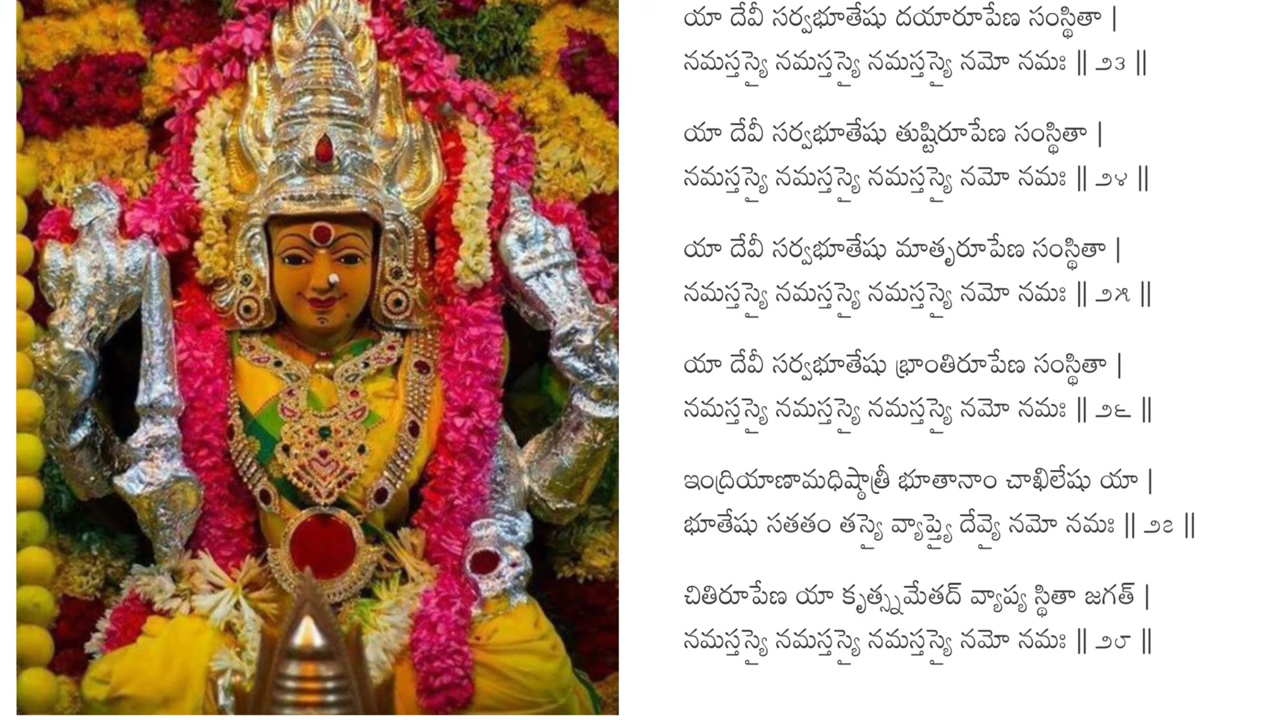 యా దేవీ సర్వభూతేషు దయారూపేణ సంస్థితా |
నమస్తస్యై నమస్తస్యై నమస్తస్యై నమో నమః || ౨౩ ||
యా దేవీ సర్వభూతేషు తుష్టిరూపేణ సంస్థితా |
నమస్తస్యై నమస్తస్యై నమస్తస్యై నమో నమః || ౨౪ ||
యా దేవీ సర్వభూతేషు మాతృరూపేణ సంస్థితా |
నమస్తస్యై నమస్తస్యై నమస్తస్యై నమో నమః || ౨౫ ||
యా దేవీ సర్వభూతేషు భ్రాంతిరూపేణ సంస్థితా |
నమస్తస్యై నమస్తస్యై నమస్తస్యై నమో నమః || ౨౬ ||
ఇంద్రియాణామధిష్ఠాత్రీ భూతానాం చాఖిలేషు యా |
భూతేషు సతతం తస్యై వ్యాప్త్యై దేవ్యై నమో నమః || ౨౭ ||
చితిరూపేణ యా కృత్స్నమేతద్ వ్యాప్య స్థితా జగత్ |
నమస్తస్యై నమస్తస్యై నమస్తస్యై నమో నమః || ౨౮ ||